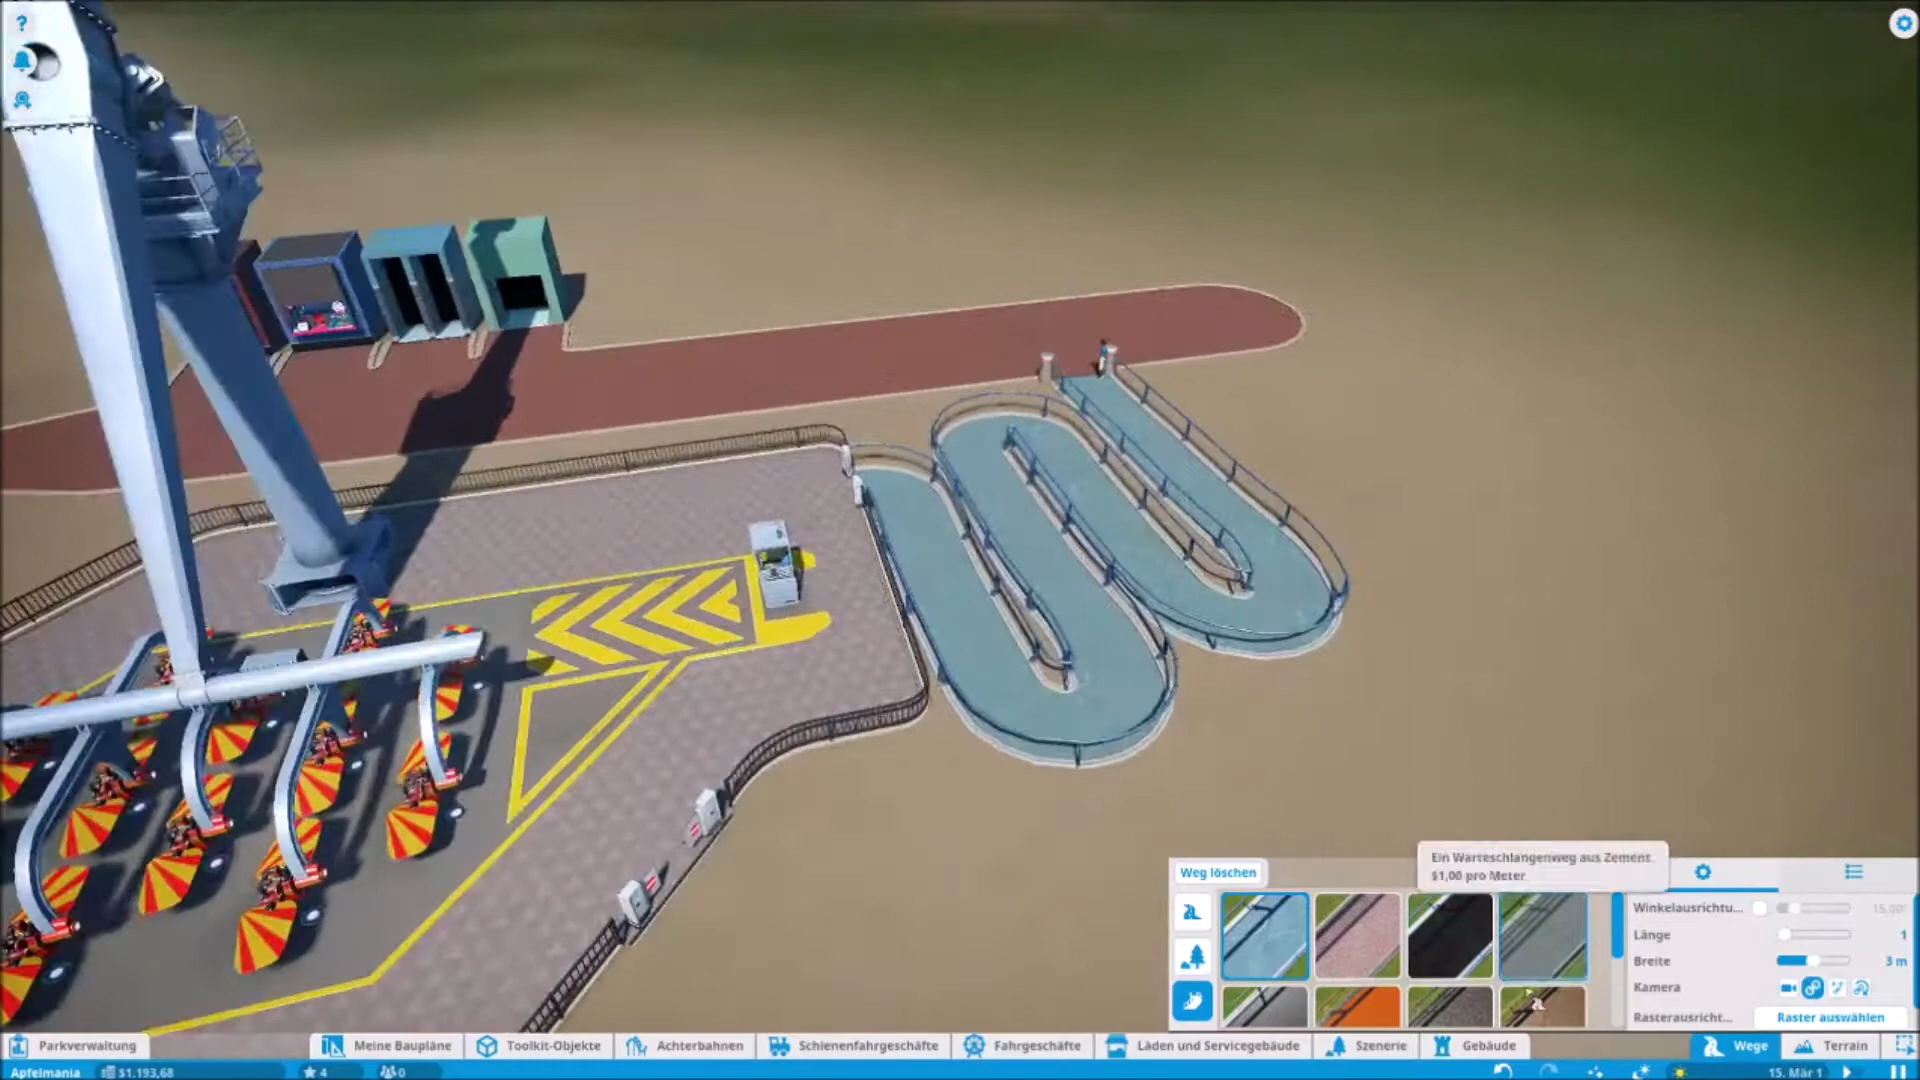 ?
Weg löschen
Ein Warteschlangenweg aus Zement.
$1,00 pro Meter.
Winkelausrichtu... 15,00°
Länge 1
Breite 3 m
Kamera
Rasterausricht... Raster auswählen
Parkverwaltung Meine Baupläne Toolkit-Objekte Achterbahnen Schienenfahrgeschäfte Fahrgeschäfte Läden und Servicegebäude Szenerie Gebäude Wege Terrain
Apfelmania $1.193,68 4 0 15. Mär 1